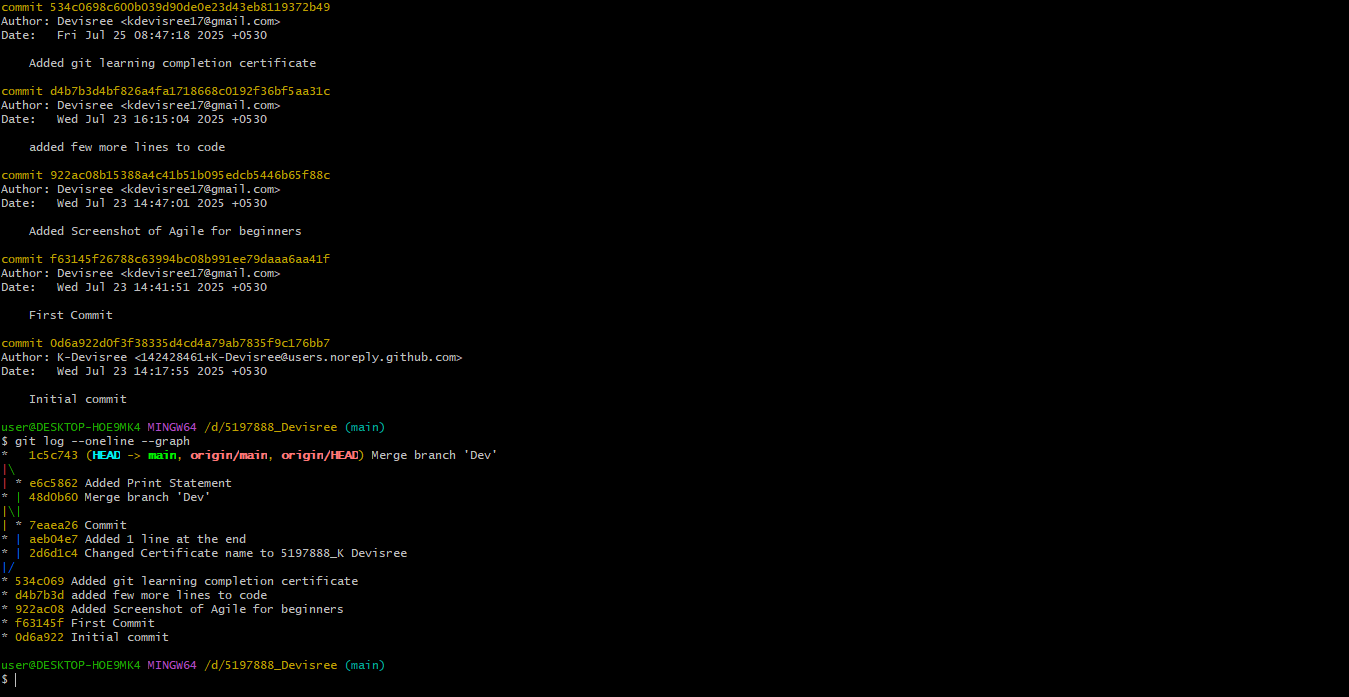 commit 534c0698c600b039d90de0e23d43eb8119372b49
Author: Devisree <kdevisree17@gmail.com>
Date:   Fri Jul 25 08:47:18 2025 +0530
    Added git learning completion certificate
commit d4b7b3d4bf826a4fa1718668c0192f36bf5aa31c
Author: Devisree <kdevisree17@gmail.com>
Date:   Wed Jul 23 16:15:04 2025 +0530
    added few more lines to code
commit 922ac08b15388a4c41b51b095edcb5446b65f88c
Author: Devisree <kdevisree17@gmail.com>
Date:   Wed Jul 23 14:47:01 2025 +0530
    Added Screenshot of Agile for beginners
commit f63145f26788c63994bc08b991ee79daaa6aa41f
Author: Devisree <kdevisree17@gmail.com>
Date:   Wed Jul 23 14:41:51 2025 +0530
    First Commit
commit 0d6a922d0f3f38335d4cd4a79ab7835f9c176bb7
Author: K-Devisree <142428461+K-Devisree@users.noreply.github.com>
Date:   Wed Jul 23 14:17:55 2025 +0530
    Initial commit
user@DESKTOP-HOE9MK4 MINGW64 /d/5197888_Devisree (main)
$ git log --oneline --graph
*   1c5c743 (HEAD -> main, origin/main, origin/HEAD) Merge branch 'Dev'
|\
| * e6c5862 Added Print Statement
* | 48d0b60 Merge branch 'Dev'
|\|
| * 7eaea26 Commit
* | aeb04e7 Added 1 line at the end
* | 2d6d1c4 Changed Certificate name to 5197888_K Devisree
|/
* 534c069 Added git learning completion certificate
* d4b7b3d added few more lines to code
* 922ac08 Added Screenshot of Agile for beginners
* f63145f First Commit
* 0d6a922 Initial commit
user@DESKTOP-HOE9MK4 MINGW64 /d/5197888_Devisree (main)
$